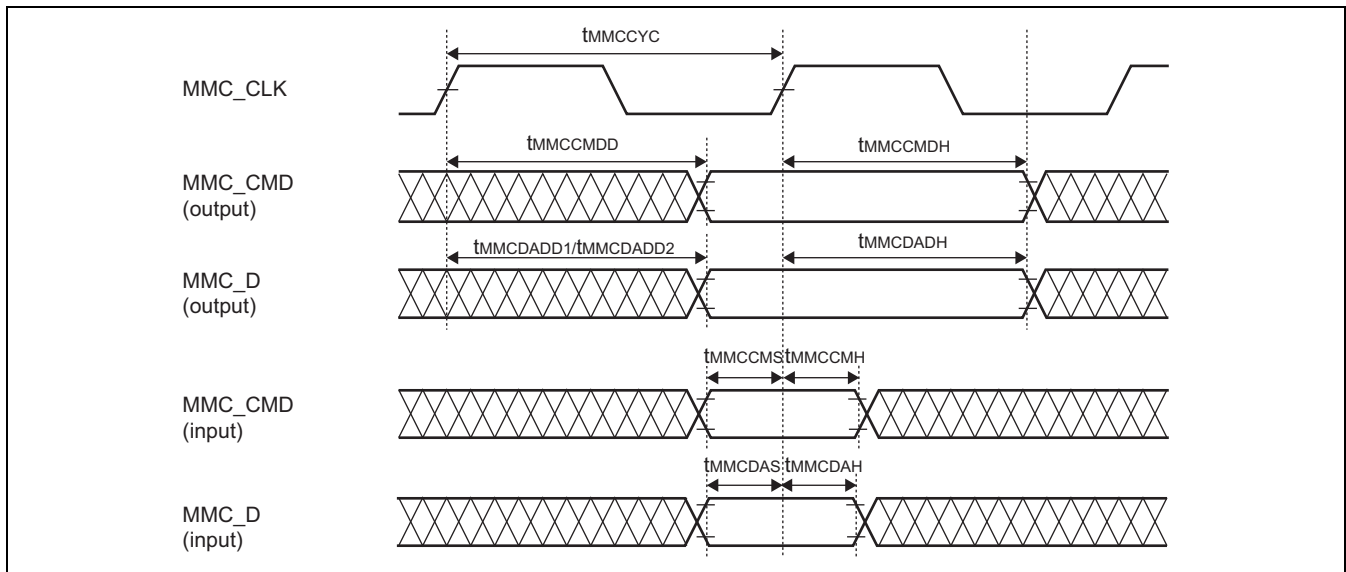 tMMCCYC
MMC_CLK
tMMCCMDD
tMMCCMDH
MMC_CMD
(output)
tMMCDADD1/tMMCDADD2
tMMCDADH
MMC_D
(output)
tMMCCMS tMMCCMH
MMC_CMD
(input)
tMMCDAS tMMCDAH
MMC_D
(input)